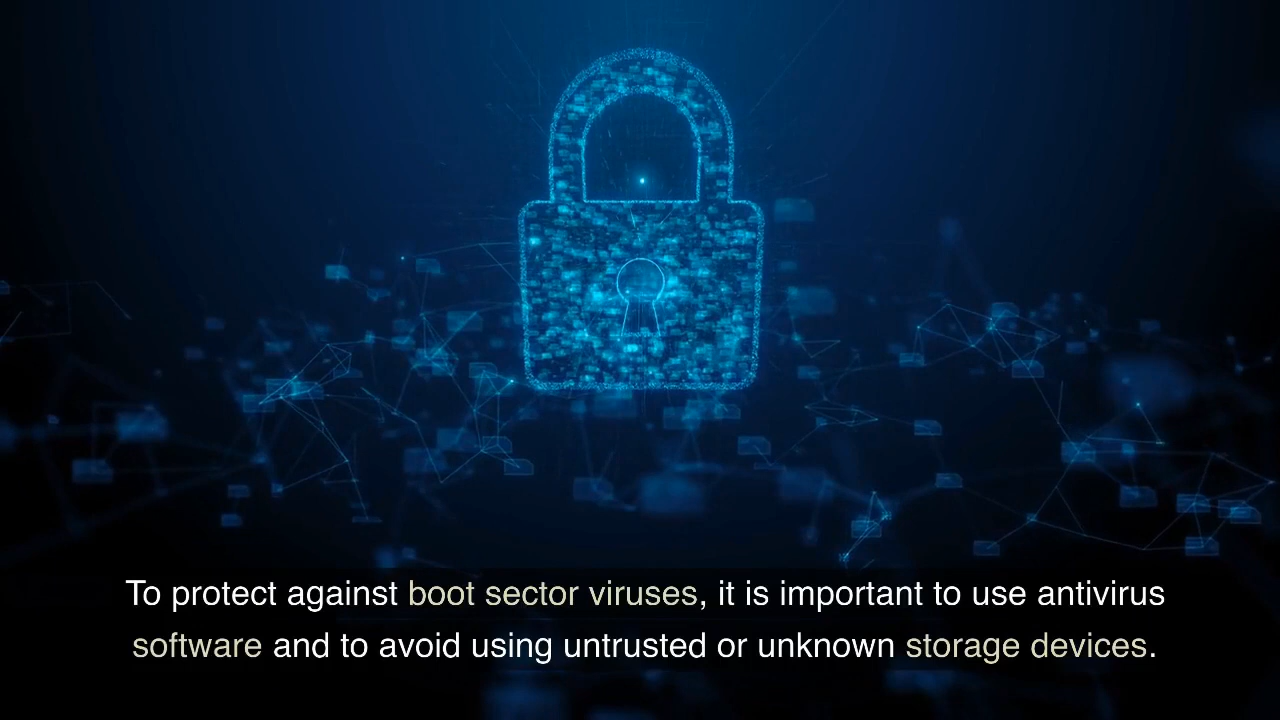 To protect against boot sector viruses, it is important to use antivirus
software and to avoid using untrusted or unknown storage devices.